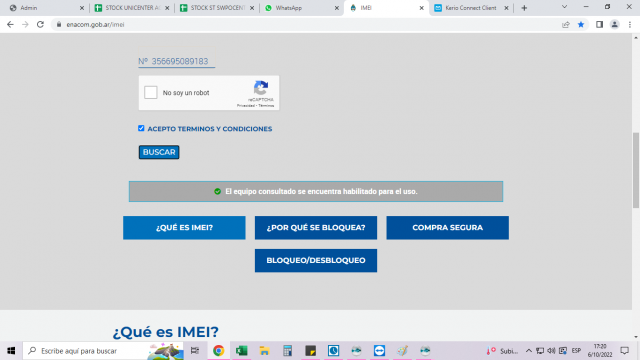 Admin
STOCK UNICENTER
STOCK ST SWPOCENT
WhatsApp
IMEI
Kerio Connect Client
enacom.gob.ar/imei
Nº 356695089183
No soy un robot
reCAPTCHA
Privacidad - Términos
ACEPTO TERMINOS Y CONDICIONES
BUSCAR
El equipo consultado se encuentra habilitado para el uso.
¿QUÉ ES IMEI?
¿POR QUÉ SE BLOQUEA?
COMPRA SEGURA
BLOQUEO/DESBLOQUEO
¿Qué es IMEI?
Escribe aquí para buscar
Subi...
ESP
17:20
6/10/2022